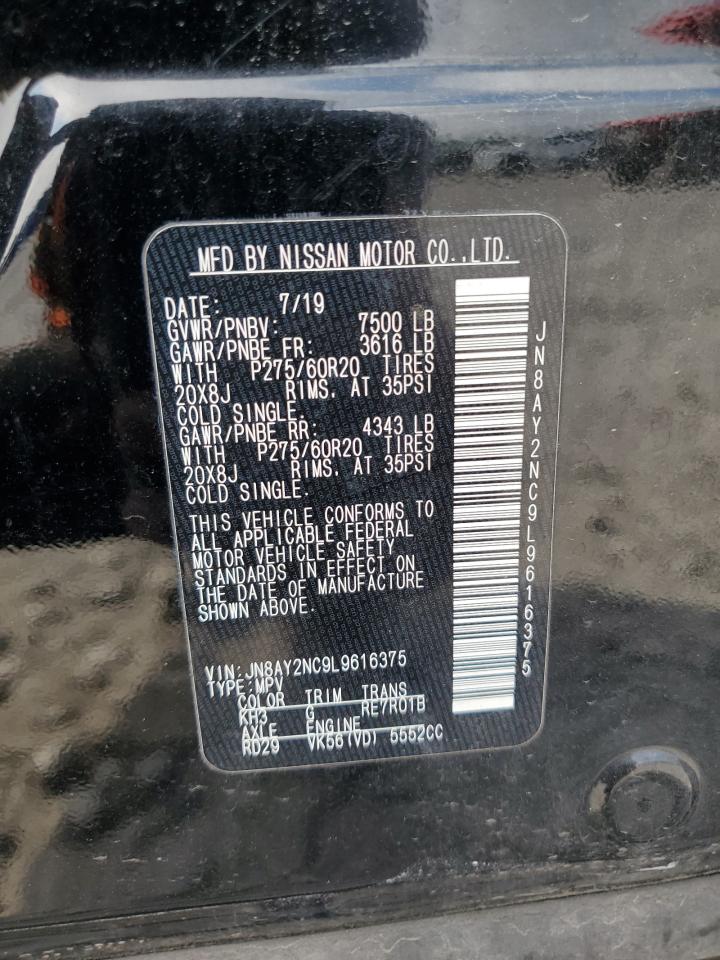 MFD BY NISSAN MOTOR CO.,LTD.
DATE: 7/19
GVWR/PNBV: 7500 LB
GAWR/PNBE FR: 3616 LB
WITH P275/60R20 TIRES
20X8J RIMS, AT 35PSI
COLD SINGLE.
GAWR/PNBE RR: 4343 LB
WITH P275/60R20 TIRES
20X8J RIMS, AT 35PSI
COLD SINGLE.
THIS VEHICLE CONFORMS TO
ALL APPLICABLE FEDERAL
MOTOR VEHICLE SAFETY
STANDARDS IN EFFECT ON
THE DATE OF MANUFACTURE
SHOWN ABOVE.
VIN:JN8AY2NC9L9616375
TYPE:MPV
COLOR TRIM TRANS
KH3 G RE7R01B
AXLE ENGINE
RD29 VK56(VD) 5552CC
JN8AY2NC9L9616375